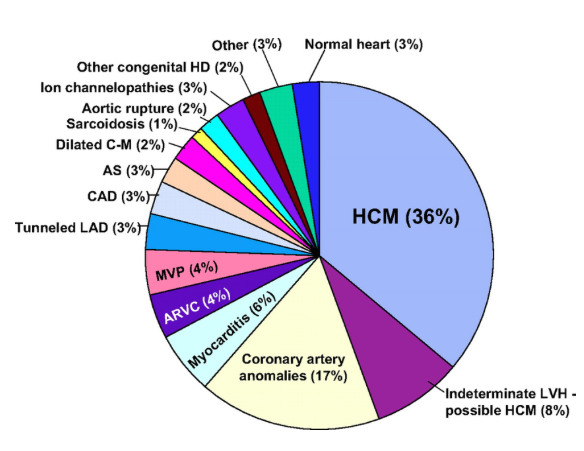 Other (3%)
Normal heart (3%)
Other congenital HD (2%)
Ion channelopathies (3%)
Aortic rupture (2%)
Sarcoidosis (1%)
Dilated C-M (2%)
AS (3%)
CAD (3%)
Tunneled LAD (3%)
MVP (4%)
ARVC (4%)
Myocarditis (6%)
Coronary artery
anomalies (17%)
HCM (36%)
Indeterminate LVH -
possible HCM (8%)